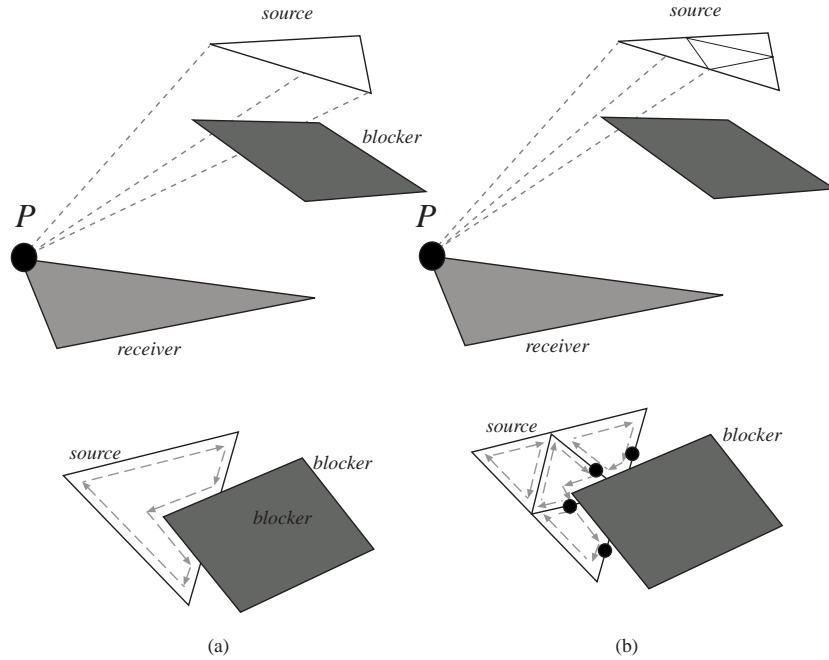 source
source
blocker
P
P
receiver
receiver
source
source
blocker
blocker
blocker
(a)
(b)